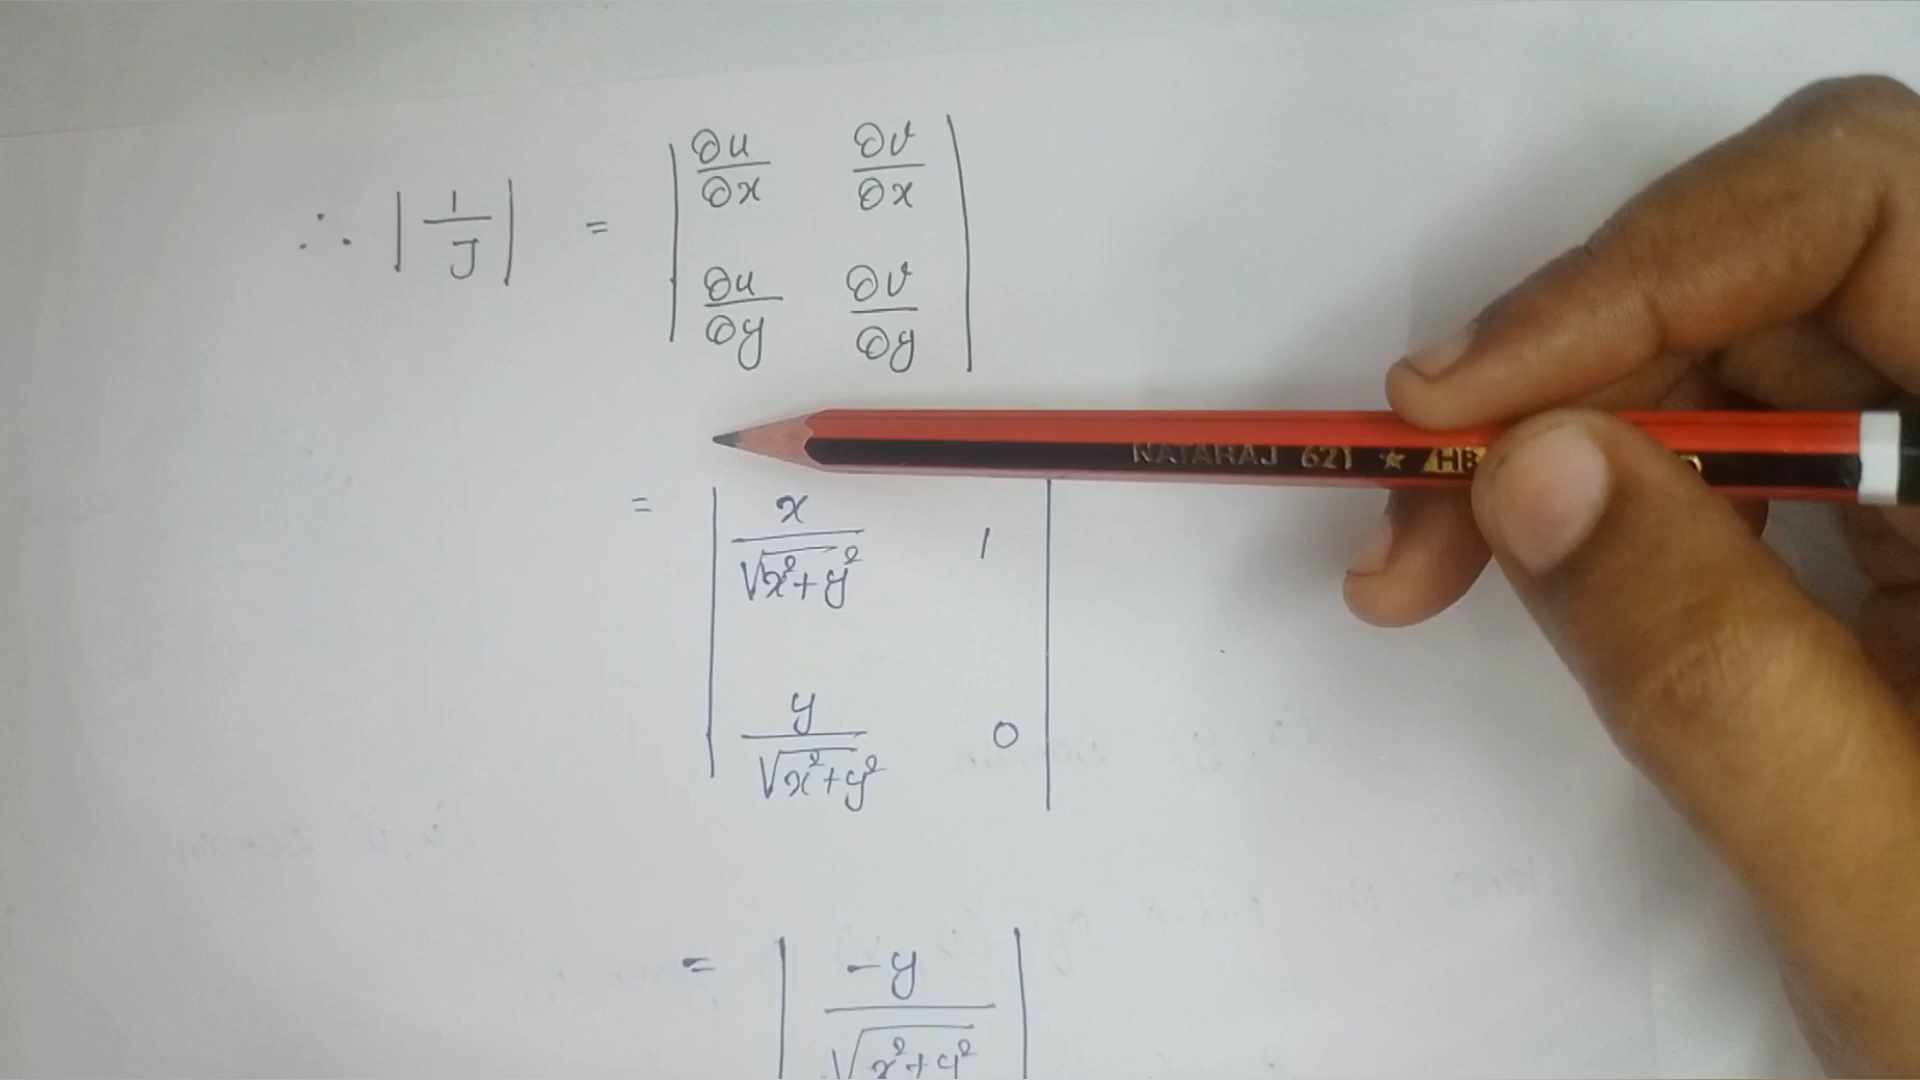 ∴ |1/J| = | ∂u/∂x ∂v/∂x |
| ∂u/∂y ∂v/∂y |
NATARAJ 621 ★ HB
= | x/√x²+y² 1 |
| y/√x²+y² 0 |
= | -y/√x²+y² |